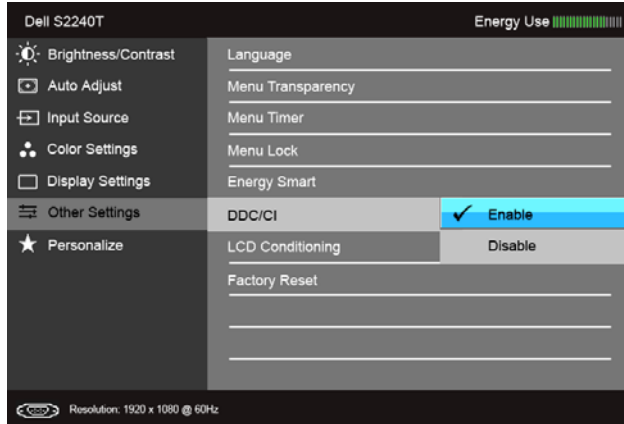 Dell S2240T
Energy Use
Brightness/Contrast
Auto Adjust
Input Source
Color Settings
Display Settings
Other Settings
Personalize
Language
Menu Transparency
Menu Timer
Menu Lock
Energy Smart
DDC/CI
Enable
Disable
LCD Conditioning
Factory Reset
Resolution: 1920 x 1080 @ 60Hz